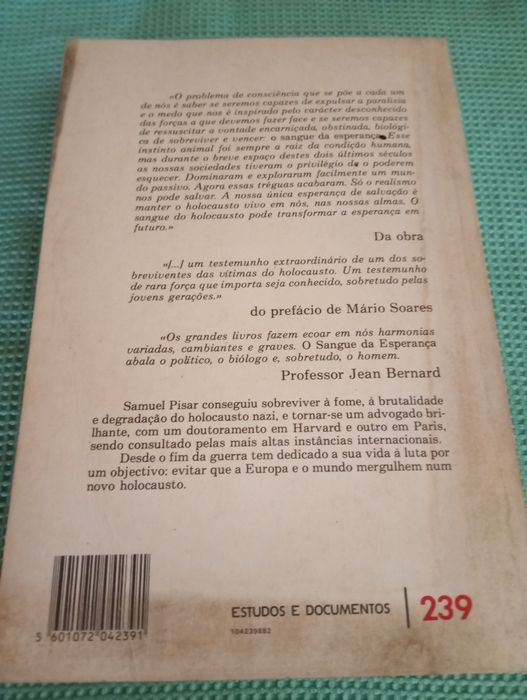 «O problema de consciência que se põe a cada um
de nós é saber se seremos capazes de expulsar a paralisia
e o medo que nos é inspirado pelo carácter desconhecido
das forças a que devemos fazer face e se seremos capazes
de ressuscitar a vontade encarniçada, obstinada, biológi-
ca de sobreviver e vencer: o sangue da esperança. Esse
instinto animal foi sempre a raiz da condição humana,
mas durante o breve espaço destes dois últimos séculos
as nossas sociedades tiveram o privilégio de o poderem
esquecer. Dominaram e exploraram facilmente um mun-
do passivo. Agora essas tréguas acabaram. Só o realismo
nos pode salvar. A nossa única esperança de salvação é
manter o holocausto vivo em nós, nas nossas almas. O
sangue do holocausto pode transformar a esperança em
futuro.»
Da obra
«[...] um testemunho extraordinário de um dos so-
breviventes das vítimas do holocausto. Um testemunho
de rara força que importa seja conhecido, sobretudo pelas
jovens gerações.»
do prefácio de Mário Soares
«Os grandes livros fazem ecoar em nós harmonias
variadas, cambiantes e graves. O Sangue da Esperança
abala o político, o biólogo e, sobretudo, o homem.
Professor Jean Bernard
Samuel Pisar conseguiu sobreviver à fome, à brutalidade
e degradação do holocausto nazi, e tornar-se um advogado bri-
lhante, com um doutoramento em Harvard e outro em Paris,
sendo consultado pelas mais altas instâncias internacionais.
Desde o fim da guerra tem dedicado a sua vida à luta por
um objectivo: evitar que a Europa e o mundo mergulhem num
novo holocausto.
5 601072 042391
ESTUDOS E DOCUMENTOS 239
104239882